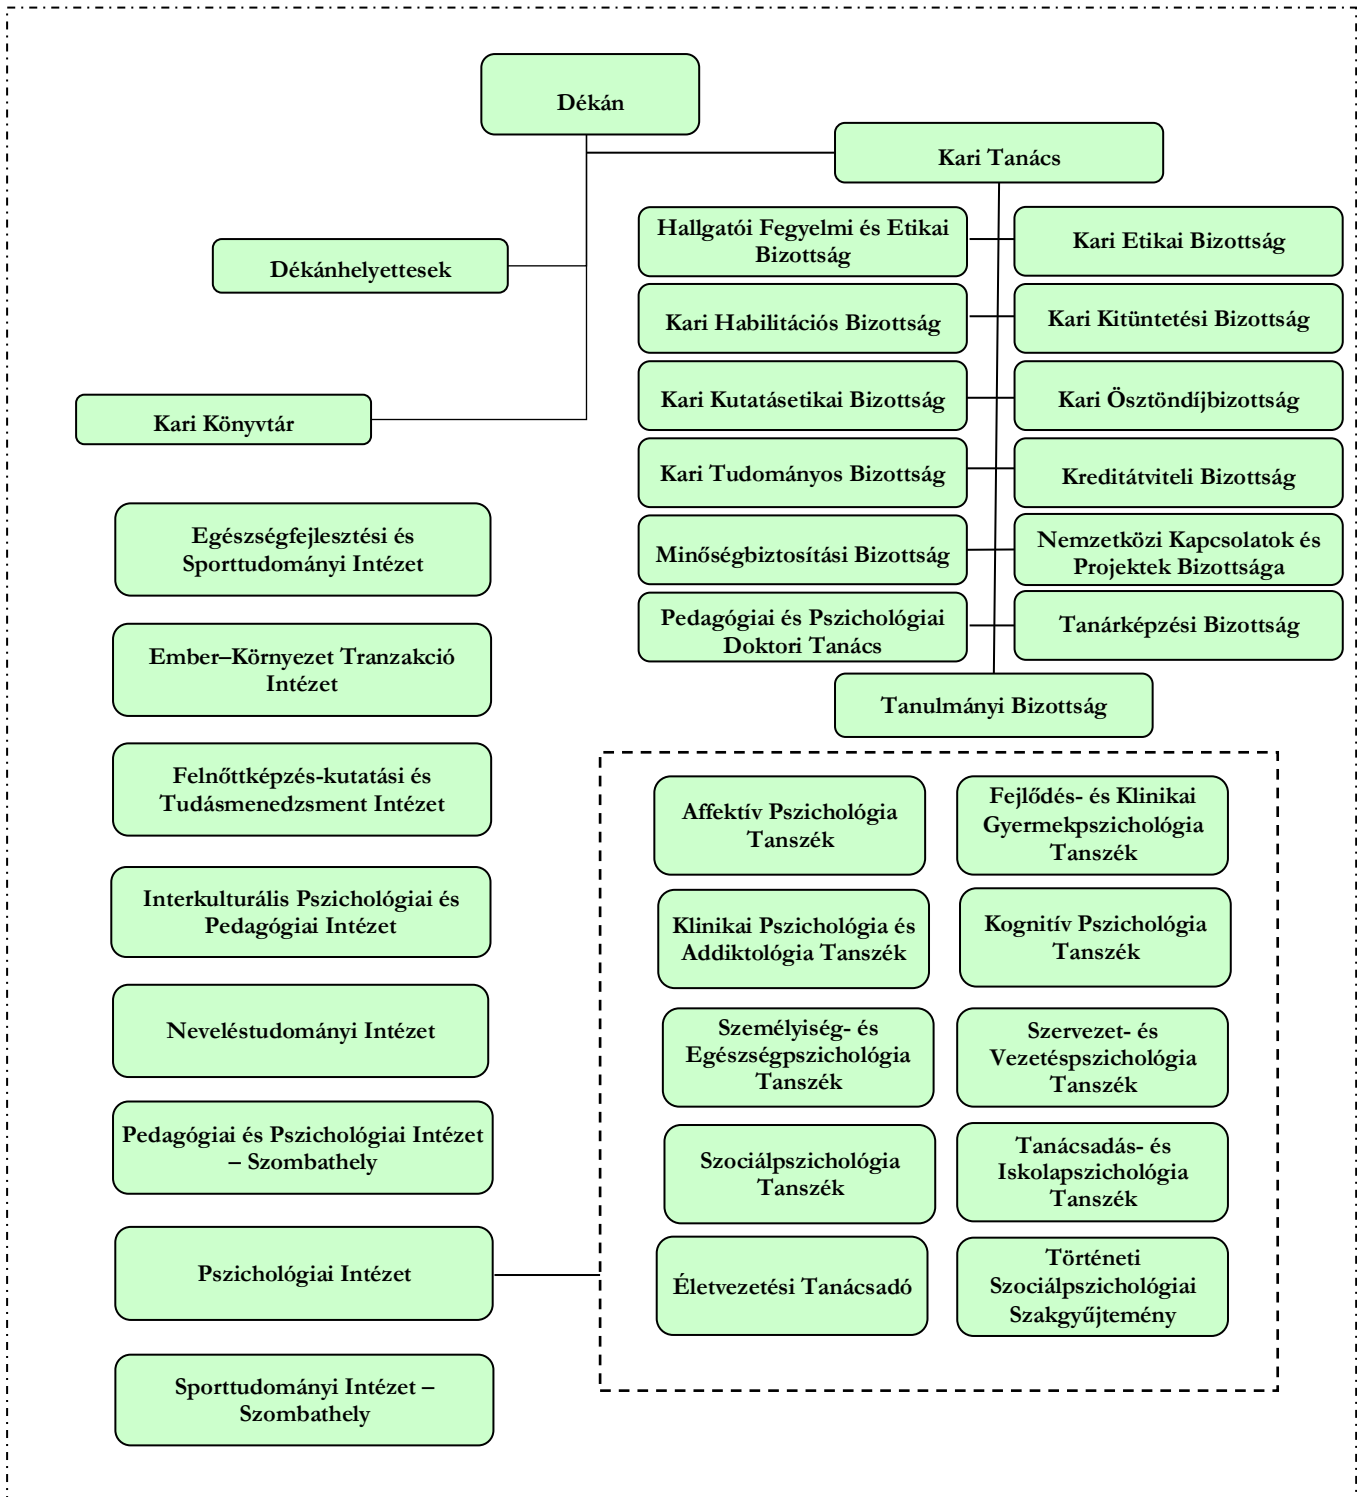 Dékán
Kari Tanács
Dékánhelyettesek
Kari Könyvtár
Hallgatói Fegyelmi és Etikai
Bizottság
Kari Etikai Bizottság
Kari Habilitációs Bizottság
Kari Kitüntetési Bizottság
Kari Kutatásetikai Bizottság
Kari Ösztöndíjbizottság
Kari Tudományos Bizottság
Kreditátviteli Bizottság
Minőségbiztosítási Bizottság
Nemzetközi Kapcsolatok és
Projektek Bizottsága
Pedagógiai és Pszichológiai
Doktori Tanács
Tanárképzési Bizottság
Tanulmányi Bizottság
Egészségfejlesztési és
Sporttudományi Intézet
Ember–Környezet Tranzakció
Intézet
Felnőttképzés-kutatási és
Tudásmenedzsment Intézet
Interkulturális Pszichológiai és
Pedagógiai Intézet
Neveléstudományi Intézet
Pedagógiai és Pszichológiai Intézet
– Szombathely
Pszichológiai Intézet
Sporttudományi Intézet –
Szombathely
Affektív Pszichológia
Tanszék
Fejlődés- és Klinikai
Gyermekpszichológia
Tanszék
Klinikai Pszichológia és
Addiktológia Tanszék
Kognitív Pszichológia
Tanszék
Személyiség- és
Egészségpszichológia
Tanszék
Szervezet- és
Vezetéspszichológia
Tanszék
Szociálpszichológia
Tanszék
Tanácsadás- és
Iskolapszichológia
Tanszék
Életvezetési Tanácsadó
Történeti
Szociálpszichológiai
Szakgyűjtemény